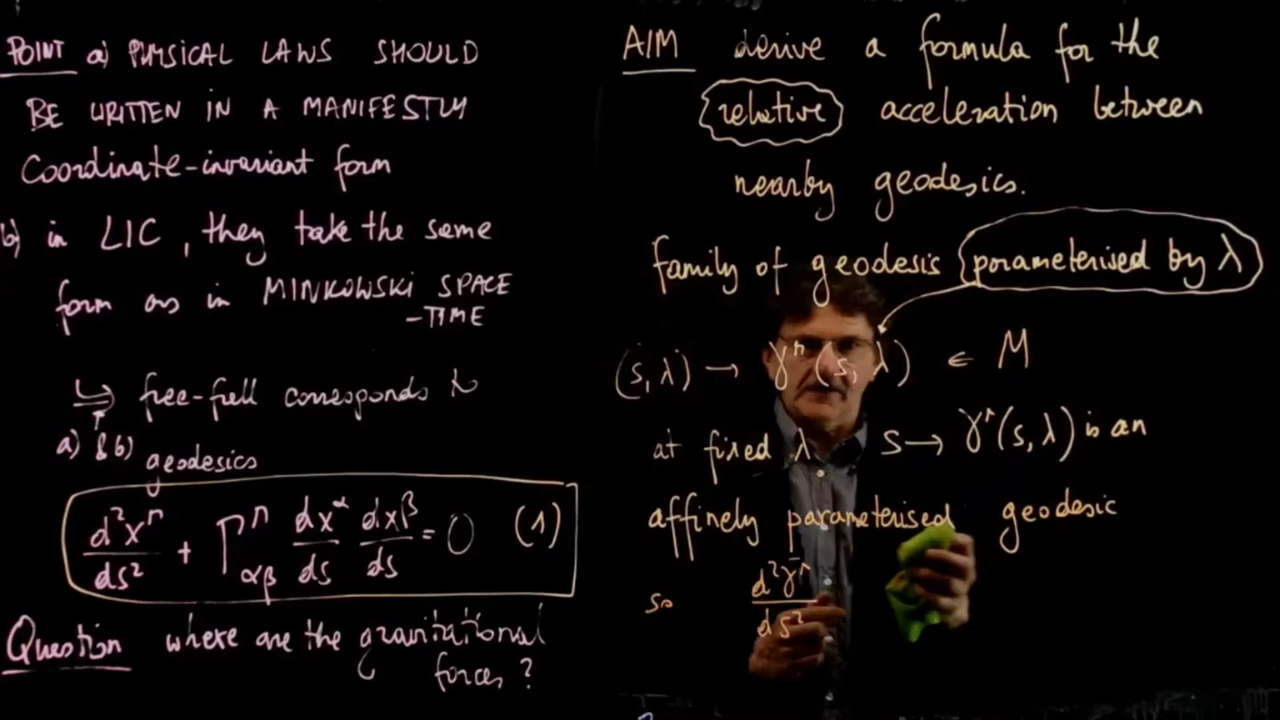 POINT a) PHYSICAL LAWS SHOULD
BE WRITTEN IN A MANIFESTLY
Coordinate-invariant form
b) in LIC, they take the same
form as in MINKOWSKI SPACE
-TIME
↪ free-fall corresponds to
a) & b) geodesics
d²x^μ/ds² + Γ^μ_αβ dx^α/ds dx^β/ds = 0 (1)
Question where are the gravitational
forces?
AIM derive a formula for the
relative acceleration between
nearby geodesics.
family of geodesis parameterised by λ
(s,λ) → γ^μ(s,λ) ∈ M
at fixed λ s → γ^μ(s,λ) is an
affinely parameterised geodesic
so d²γ^μ/ds²